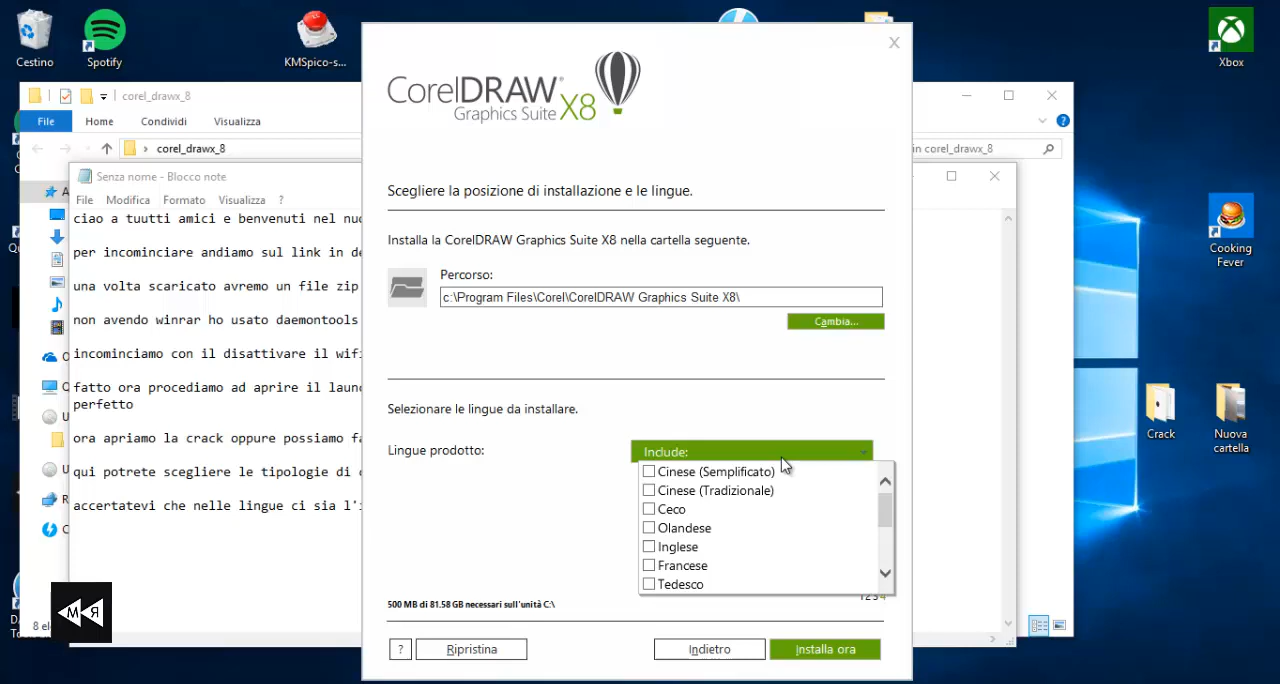 Cestino
Spotify
KMSpico-s...
Xbox
CorelDRAW®
Graphics Suite X8
X
corel_drawx_8
File Home Condividi Visualizza
corel_drawx_8
in corel_drawx_8
Senza nome - Blocco note
File Modifica Formato Visualizza ?
ciao a tuutti amici e benvenuti nel
per incominciare andiamo sul link in
una volta scaricato avremo un file zip
non avendo winrar ho usato daemontools
incominciamo con il disattivare il
fatto ora procediamo ad aprire il
perfetto
ora apriamo la crack oppure possiamo
qui potrete scegliere le tipologie di
accertatevi che nelle lingue ci sia
Scegliere la posizione di installazione e le lingue.
Installa la CorelDRAW Graphics Suite X8 nella cartella seguente.
Percorso:
c:\Program Files\Corel\CorelDRAW Graphics Suite X8\
Cambia...
Selezionare le lingue da installare.
Lingue prodotto:
Include:
Cinese (Semplificato)
Cinese (Tradizionale)
Ceco
Olandese
Inglese
Francese
Tedesco
500 MB di 81.58 GB necessari sull'unità C:\
1234
? Ripristina Indietro Installa ora
Cooking
Fever
Crack
Nuova
cartella
MЯ